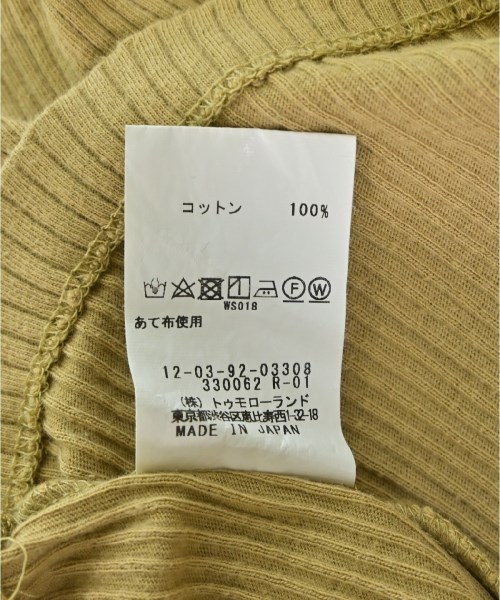 コットン 100%
F W
WS018
あて布使用
12-03-92-03308
330062 R-01
(株) トゥモローランド
東京都渋谷区恵比寿西1-32-18
MADE IN JAPAN